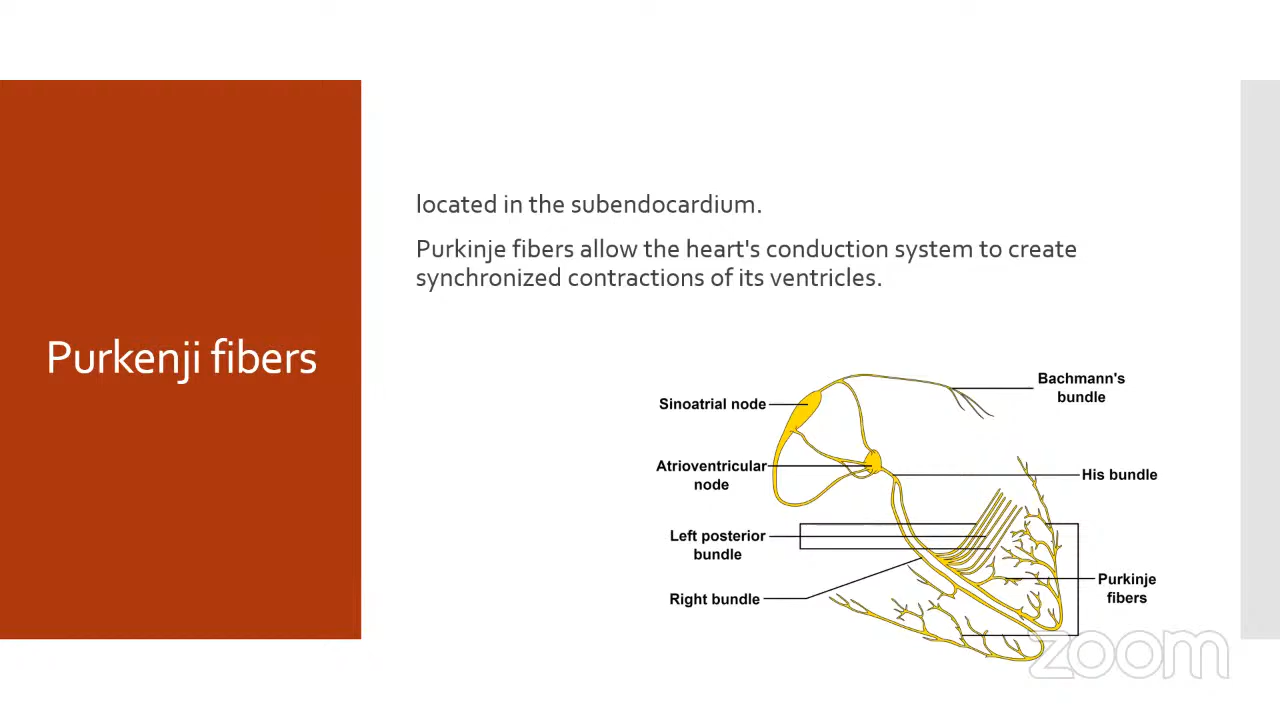 Purkenji fibers
located in the subendocardium.
Purkinje fibers allow the heart's conduction system to create
synchronized contractions of its ventricles.
Bachmann's
bundle
Sinoatrial node
Atrioventricular
node
His bundle
Left posterior
bundle
Purkinje
fibers
Right bundle
zoom